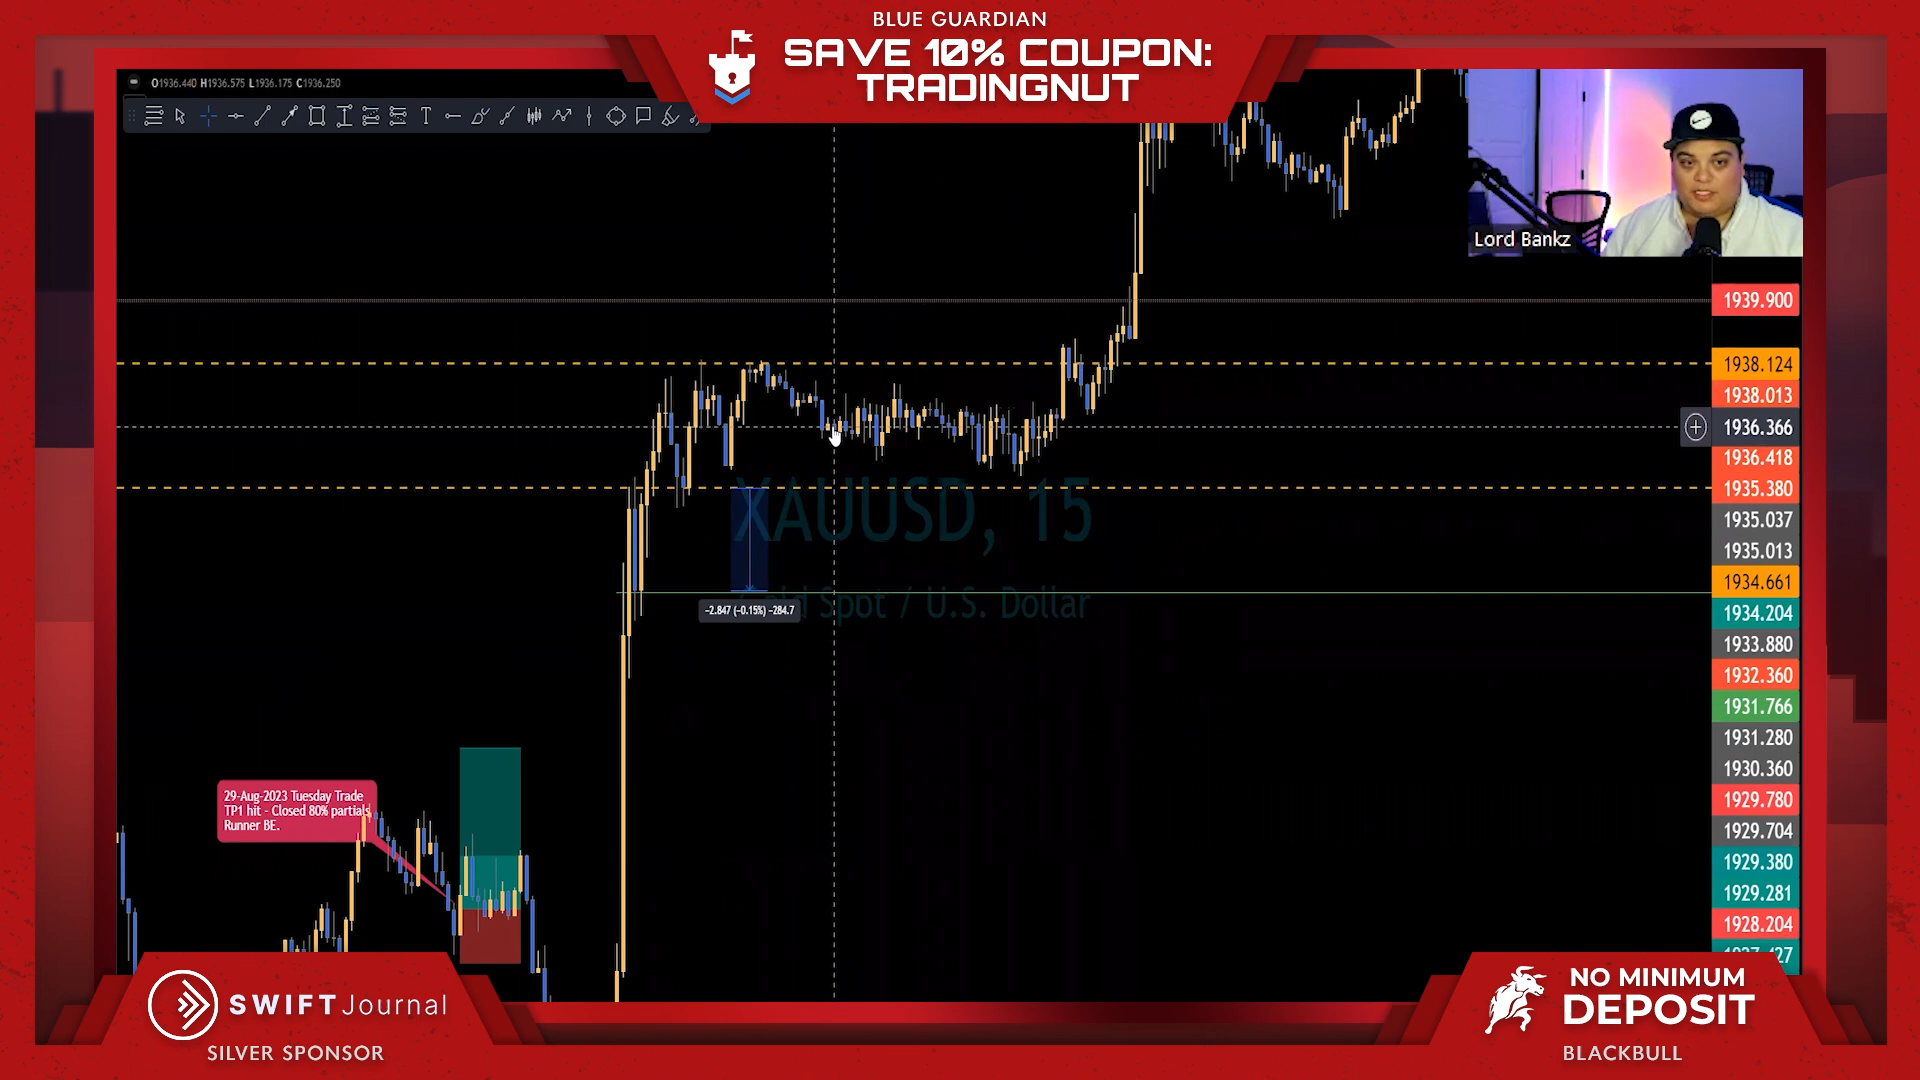 BLUE GUARDIAN
SAVE 10% COUPON:
TRADINGNUT
O1936.440 H1936.575 L1936.175 C1936.250
Lord Bankz
1939.900
1938.124
1938.013
1936.366
1936.418
1935.380
XAUUSD, 15
1935.037
1935.013
1934.661
Gold Spot / U.S. Dollar
-2.847 (-0.15%) -284.7
1934.204
1933.880
1932.360
1931.766
1931.280
1930.360
29-Aug-2023 Tuesday Trade
TP1 hit - Closed 80% partials
Runner BE.
1929.780
1929.704
1929.380
1929.281
1928.204
SWIFTJournal
SILVER SPONSOR
NO MINIMUM
DEPOSIT
BLACKBULL